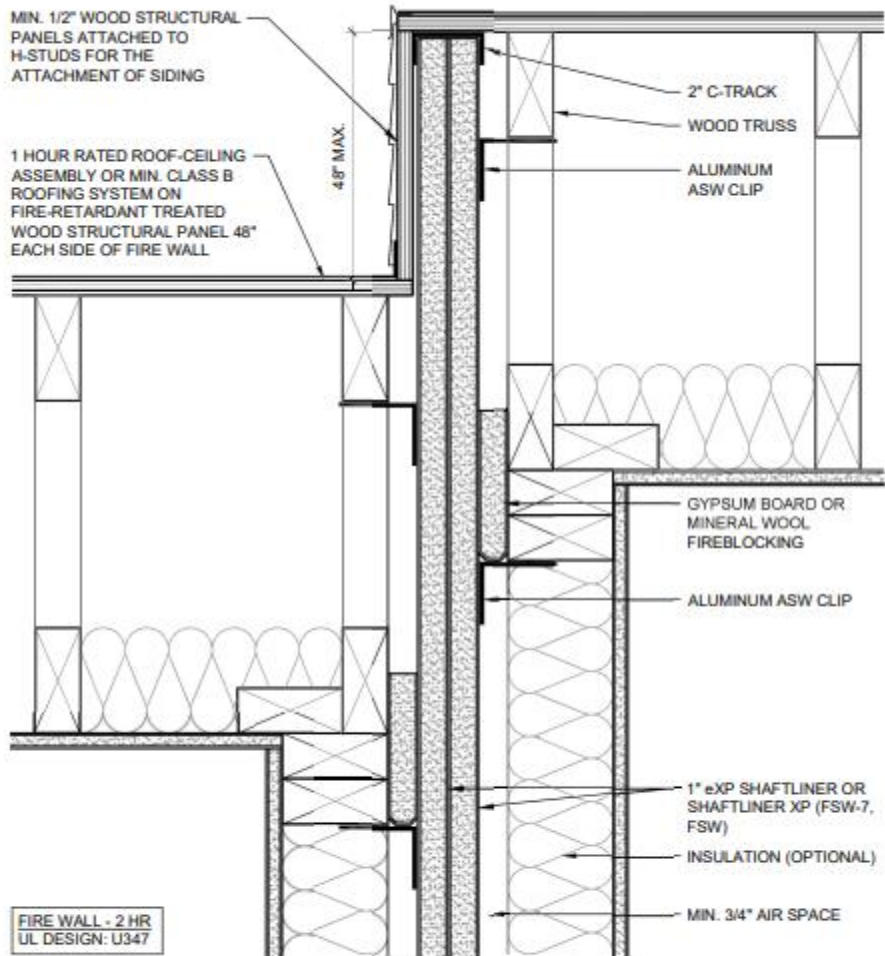 MIN. 1/2" WOOD STRUCTURAL
PANELS ATTACHED TO
H-STUDS FOR THE
ATTACHMENT OF SIDING
1 HOUR RATED ROOF-CEILING
ASSEMBLY OR MIN. CLASS B
ROOFING SYSTEM ON
FIRE-RETARDANT TREATED
WOOD STRUCTURAL PANEL 48"
EACH SIDE OF FIRE WALL
48" MAX.
2" C-TRACK
WOOD TRUSS
ALUMINUM
ASW CLIP
GYPSUM BOARD OR
MINERAL WOOL
FIREBLOCKING
ALUMINUM ASW CLIP
1" eXP SHAFTLINER OR
SHAFTLINER XP (FSW-7,
FSW)
INSULATION (OPTIONAL)
MIN. 3/4" AIR SPACE
FIRE WALL - 2 HR
UL DESIGN: U347